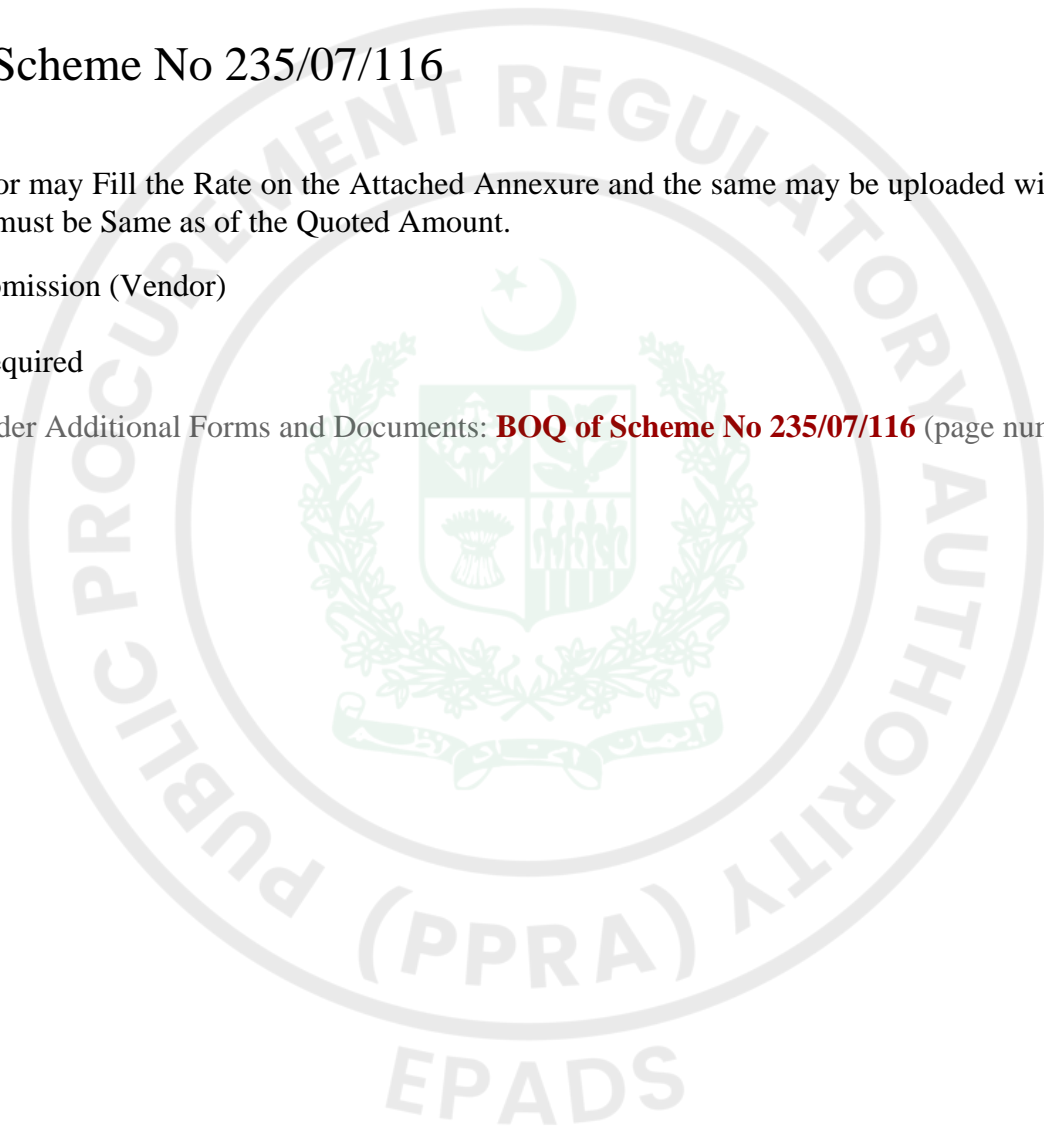 Scheme No 235/07/116
or may Fill the Rate on the Attached Annexure and the same may be uploaded wi
must be Same as of the Quoted Amount.
mission (Vendor)
quired
der Additional Forms and Documents: BOQ of Scheme No 235/07/116 (page nu
PUBLIC PROCUREMENT REGULATORY AUTHORITY
(PPRA)
EPADS